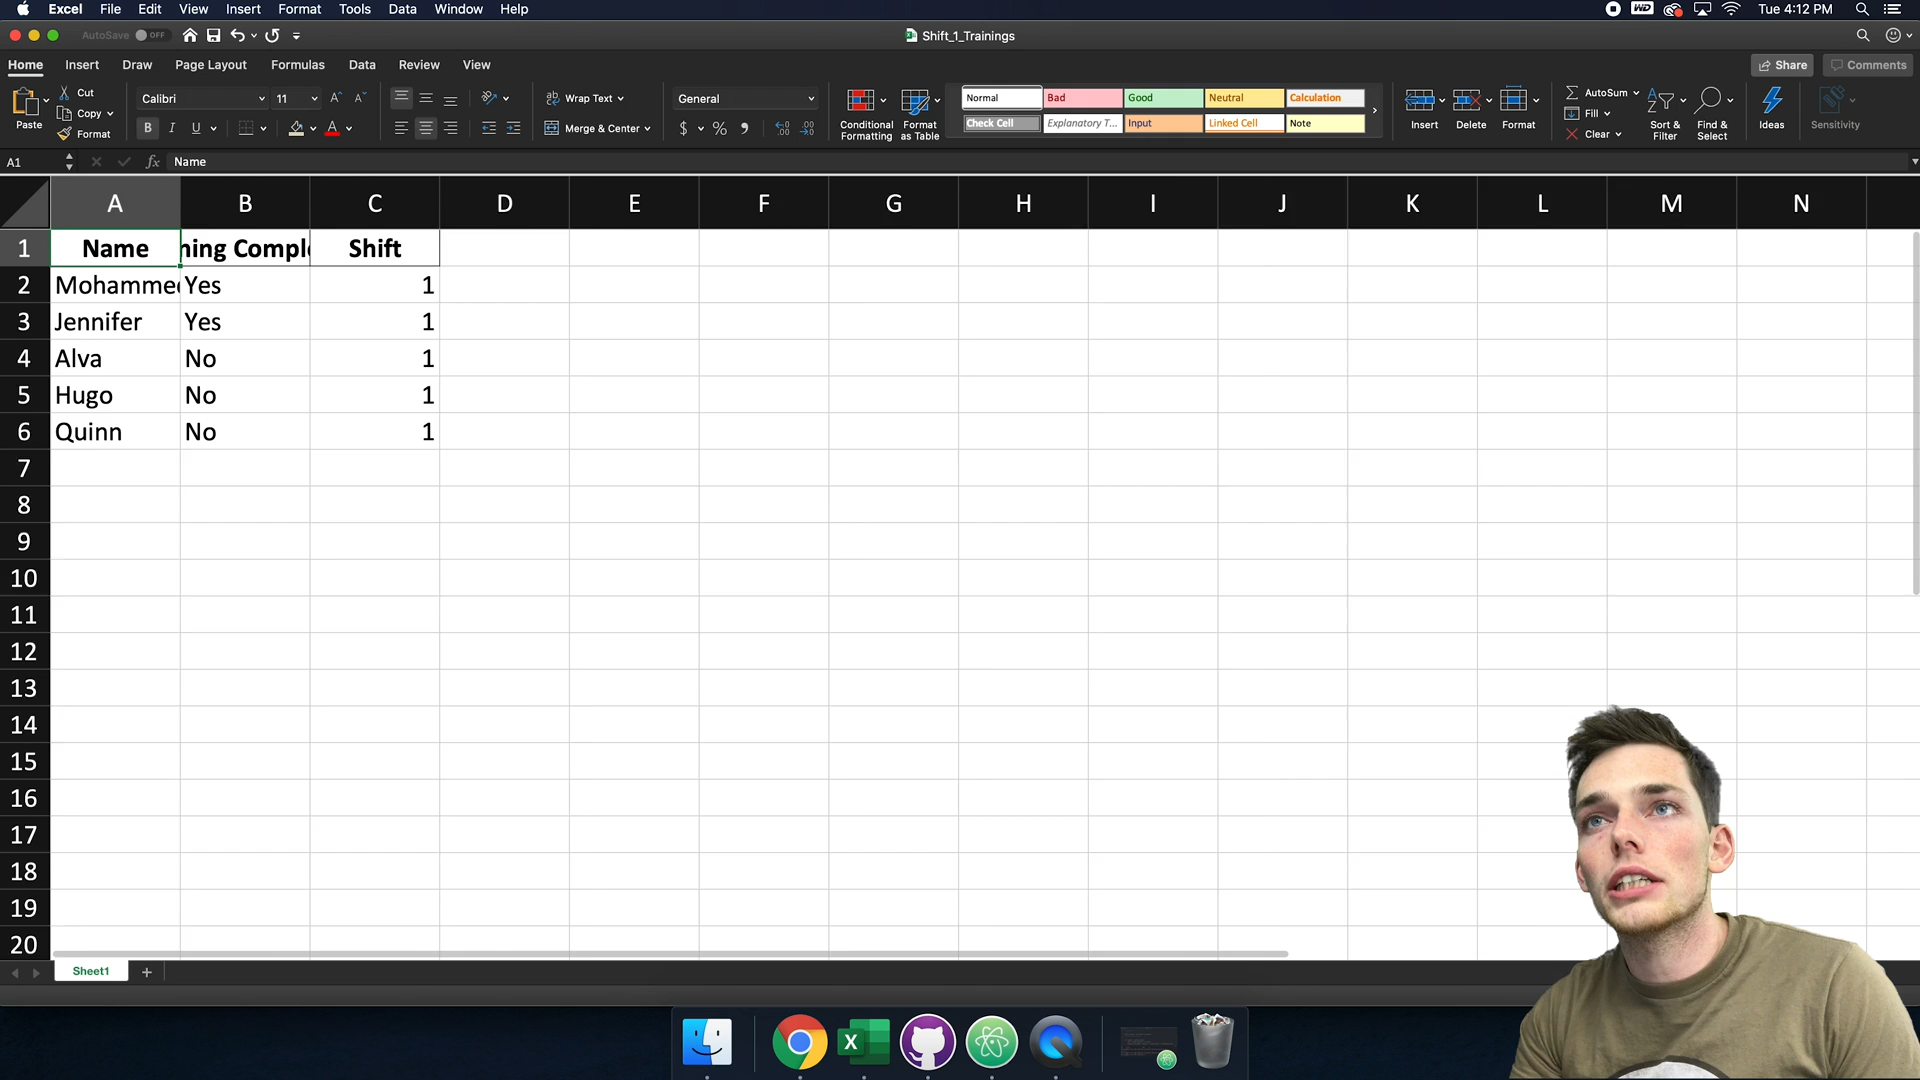 Excel File Edit View Insert Format Tools Data Window Help
Tue 4:12 PM
AutoSave OFF
Shift_1_Trainings
Home Insert Draw Page Layout Formulas Data Review View
Share Comments
Paste
Cut
Copy
Format
Calibri 11
B I U
Wrap Text
Merge & Center
General
$ % ,
Conditional Formatting
Format as Table
Normal Bad Good Neutral Calculation
Check Cell Explanatory T... Input Linked Cell Note
Insert Delete Format
AutoSum
Fill
Clear
Sort & Filter
Find & Select
Ideas
Sensitivity
A1 fx Name
A B C D E F G H I J K L M N
1 Name ning Comple Shift
2 Mohammed Yes 1
3 Jennifer Yes 1
4 Alva No 1
5 Hugo No 1
6 Quinn No 1
7
8
9
10
11
12
13
14
15
16
17
18
19
20
Sheet1